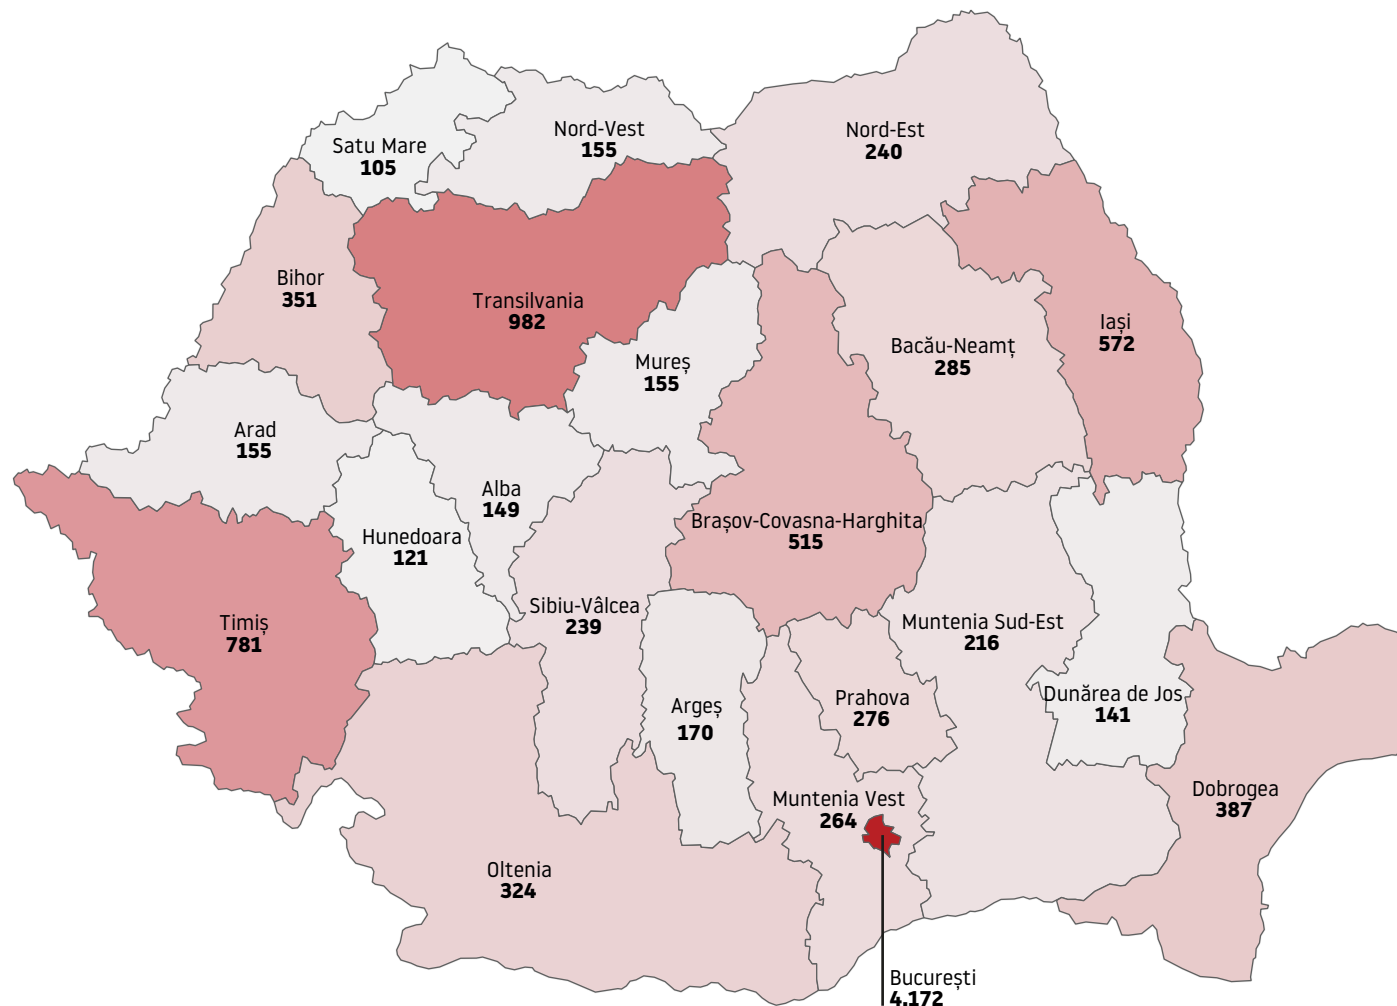 Nord-Vest
155
Nord-Est
240
Satu Mare
105
Bihor
351
Transilvania
982
Iași
572
Bacău-Neamț
285
Mureș
155
Arad
155
Alba
149
Brașov-Covasna-Harghita
515
Hunedoara
121
Sibiu-Vâlcea
239
Timiș
781
Muntenia Sud-Est
216
Argeș
170
Prahova
276
Dunărea de Jos
141
Muntenia Vest
264
Dobrogea
387
Oltenia
324
București
4.172